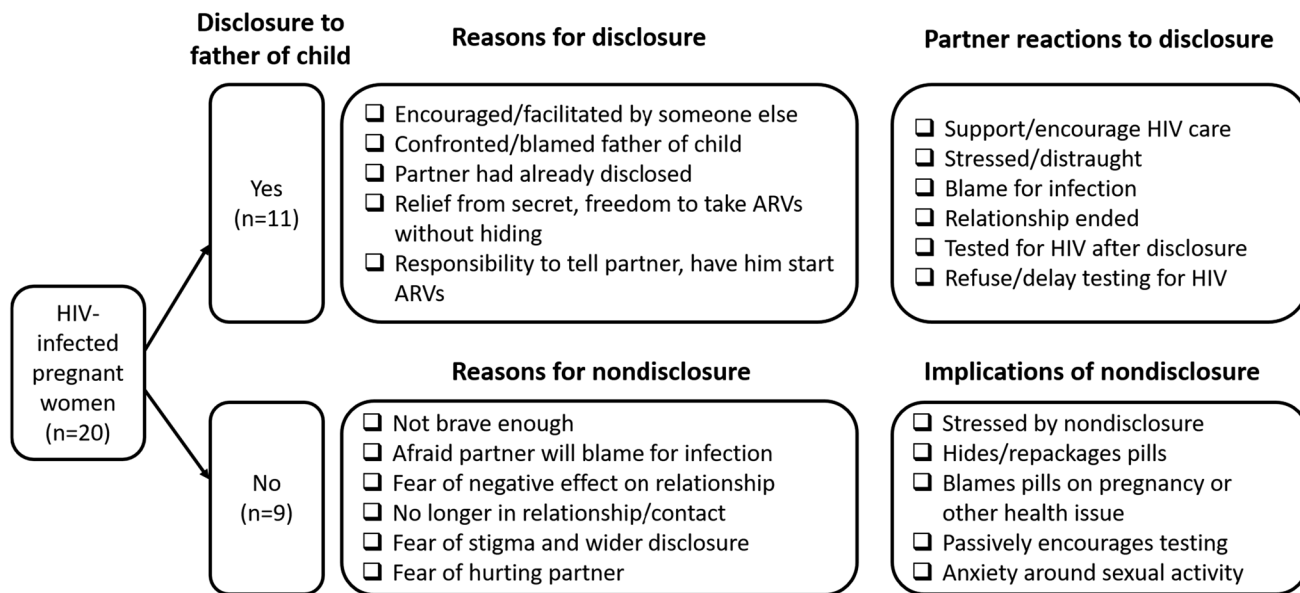 Disclosure to
father of child
Reasons for disclosure
Partner reactions to disclosure
HIV-
infected
pregnant
women
(n=20)
Yes
(n=11)
❑ Encouraged/facilitated by someone else
❑ Confronted/blamed father of child
❑ Partner had already disclosed
❑ Relief from secret, freedom to take ARVs
without hiding
❑ Responsibility to tell partner, have him start
ARVs
❑ Support/encourage HIV care
❑ Stressed/distraught
❑ Blame for infection
❑ Relationship ended
❑ Tested for HIV after disclosure
❑ Refuse/delay testing for HIV
Reasons for nondisclosure
Implications of nondisclosure
No
(n=9)
❑ Not brave enough
❑ Afraid partner will blame for infection
❑ Fear of negative effect on relationship
❑ No longer in relationship/contact
❑ Fear of stigma and wider disclosure
❑ Fear of hurting partner
❑ Stressed by nondisclosure
❑ Hides/repackages pills
❑ Blames pills on pregnancy or
other health issue
❑ Passively encourages testing
❑ Anxiety around sexual activity